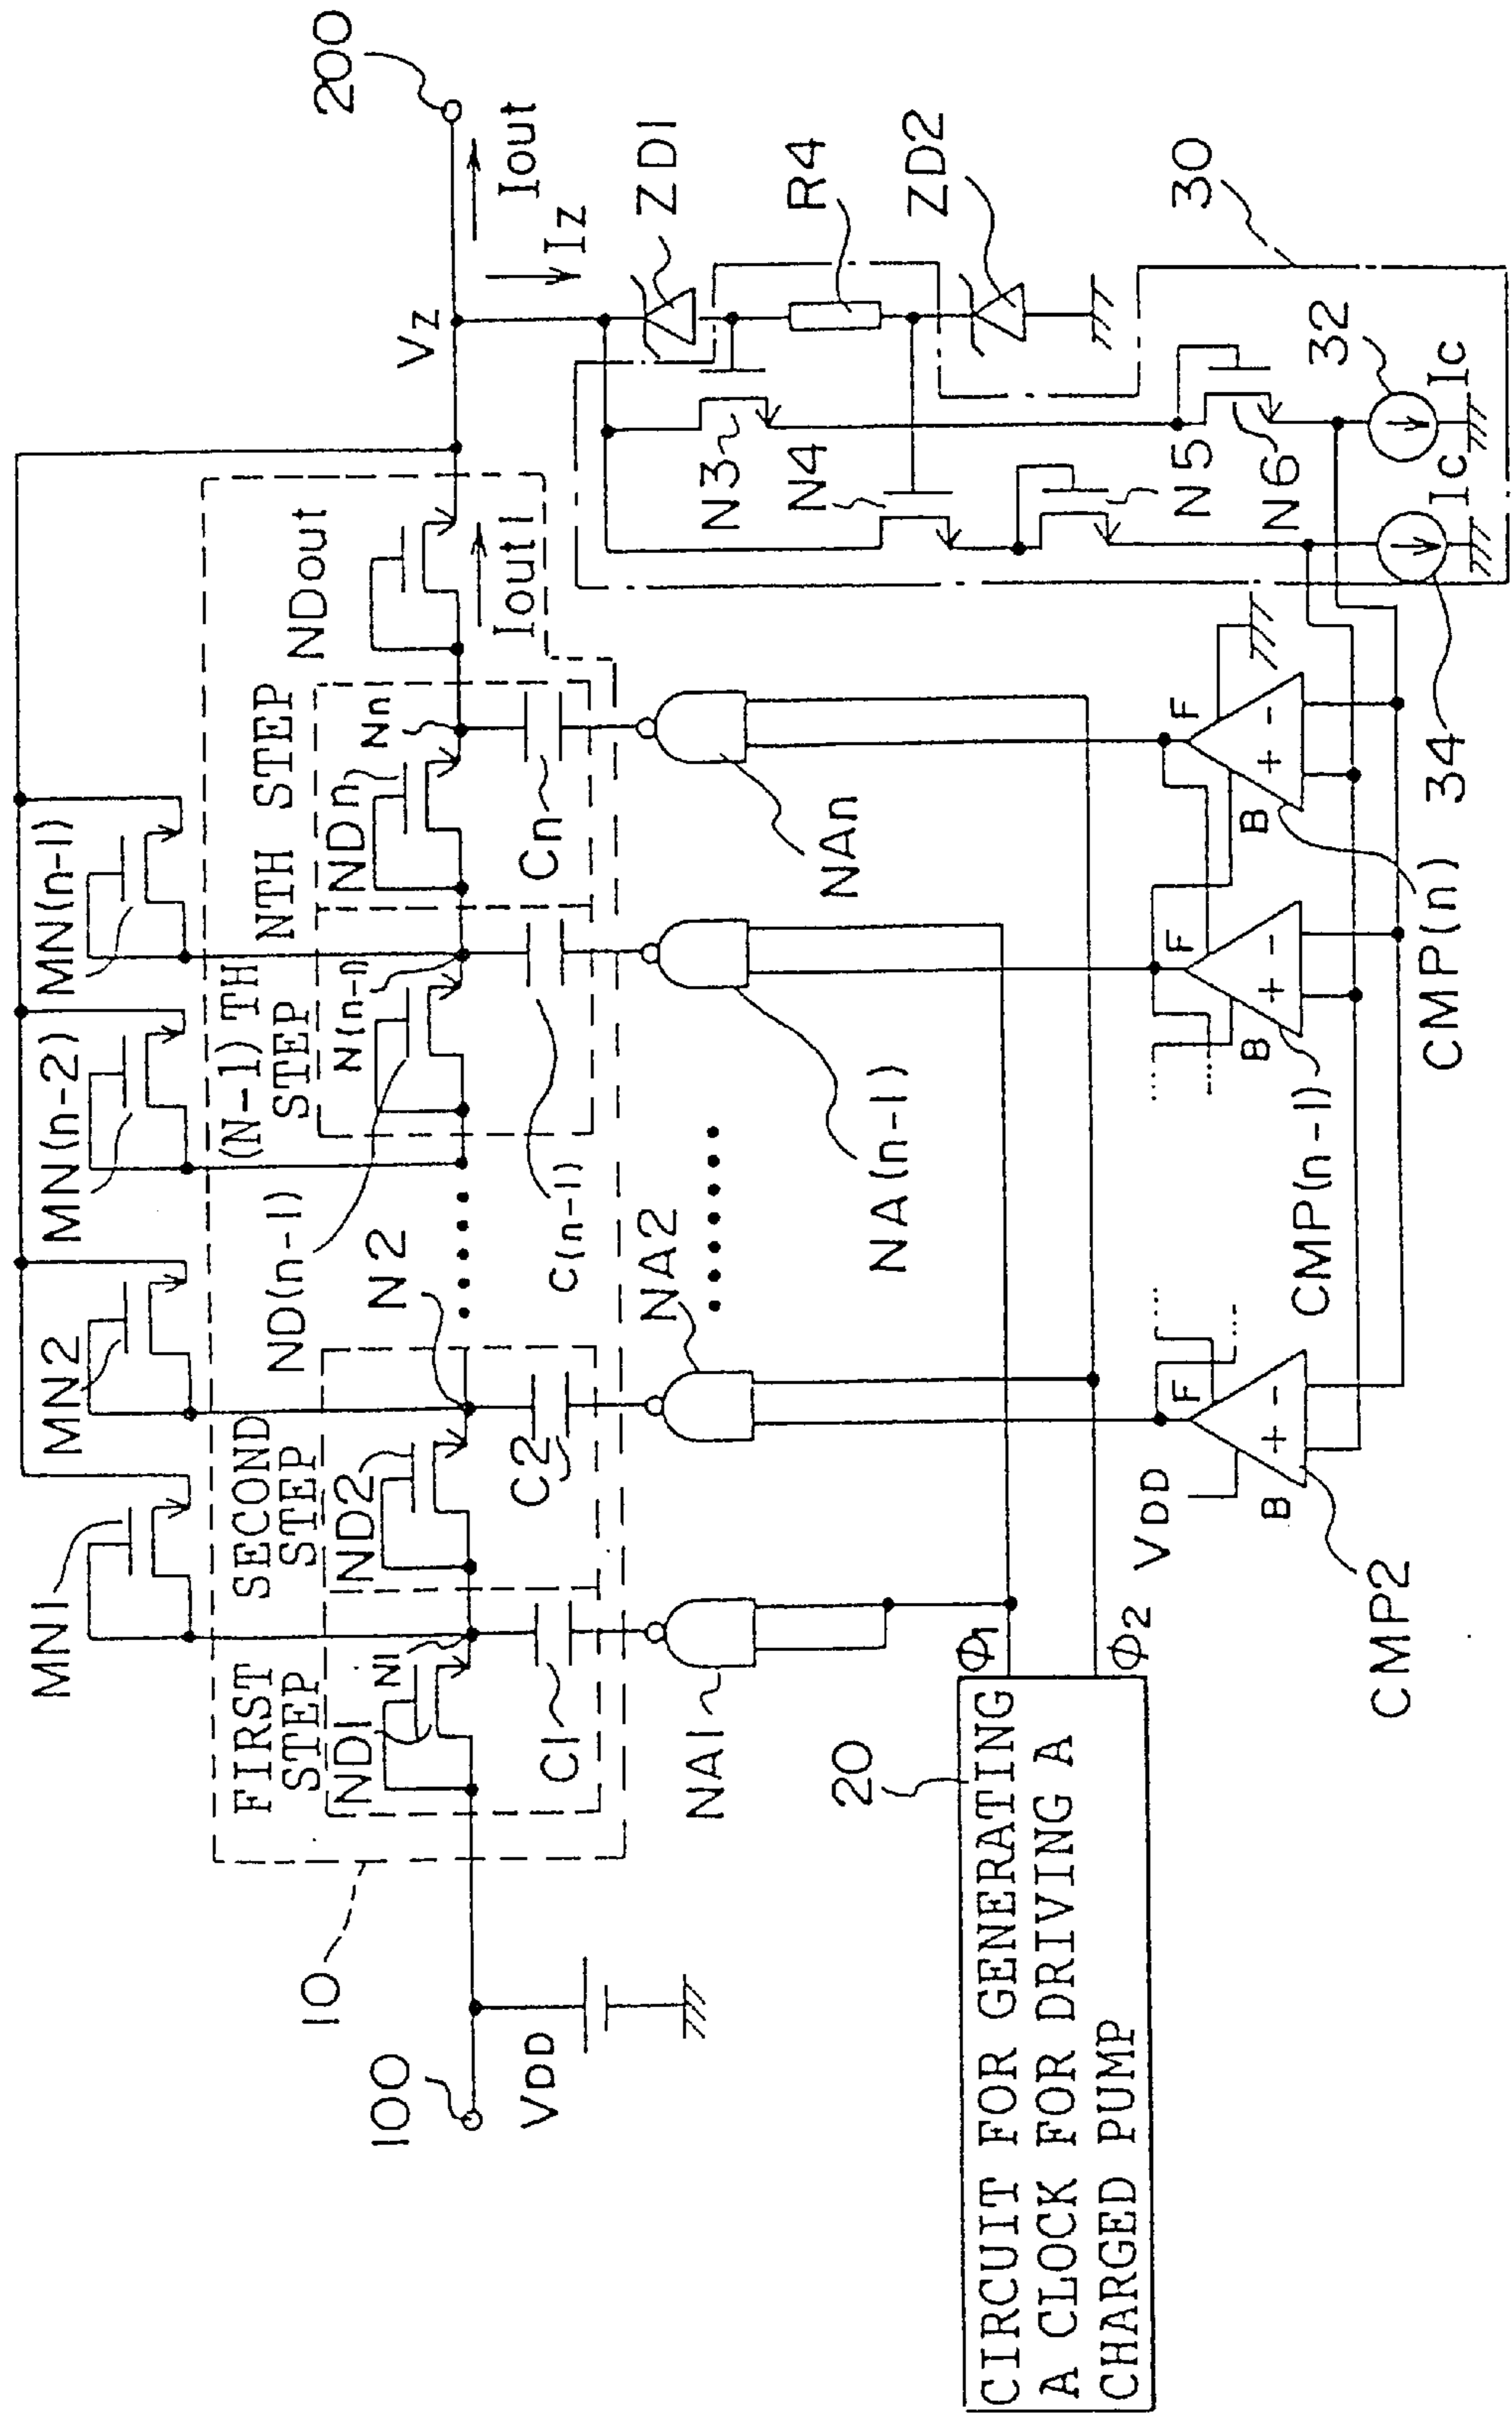 MN1
MN2
MN(n-2)
MN(n-1)
FIRST
STEP
SECOND
STEP
(N-1) TH
STEP
NTH STEP
NDout
200
10
ND1
N1
ND2
N2
ND(n-1)
N(n-1)
NDn
Nn
Vz
Iout1
Iout
Iz
100
VDD
C1
C2
C(n-1)
Cn
ZD1
R4
ZD2
30
NA1
NA2
NA(n-1)
NAn
N3
N4
N5
N6
32
Ic
Ic
34
20
CIRCUIT FOR GENERATING
A CLOCK FOR DRIVING A
CHARGED PUMP
Φ1
Φ2
VDD
B
F
+ -
B
F
+ -
B
F
+ -
CMP2
CMP(n-1)
CMP(n)